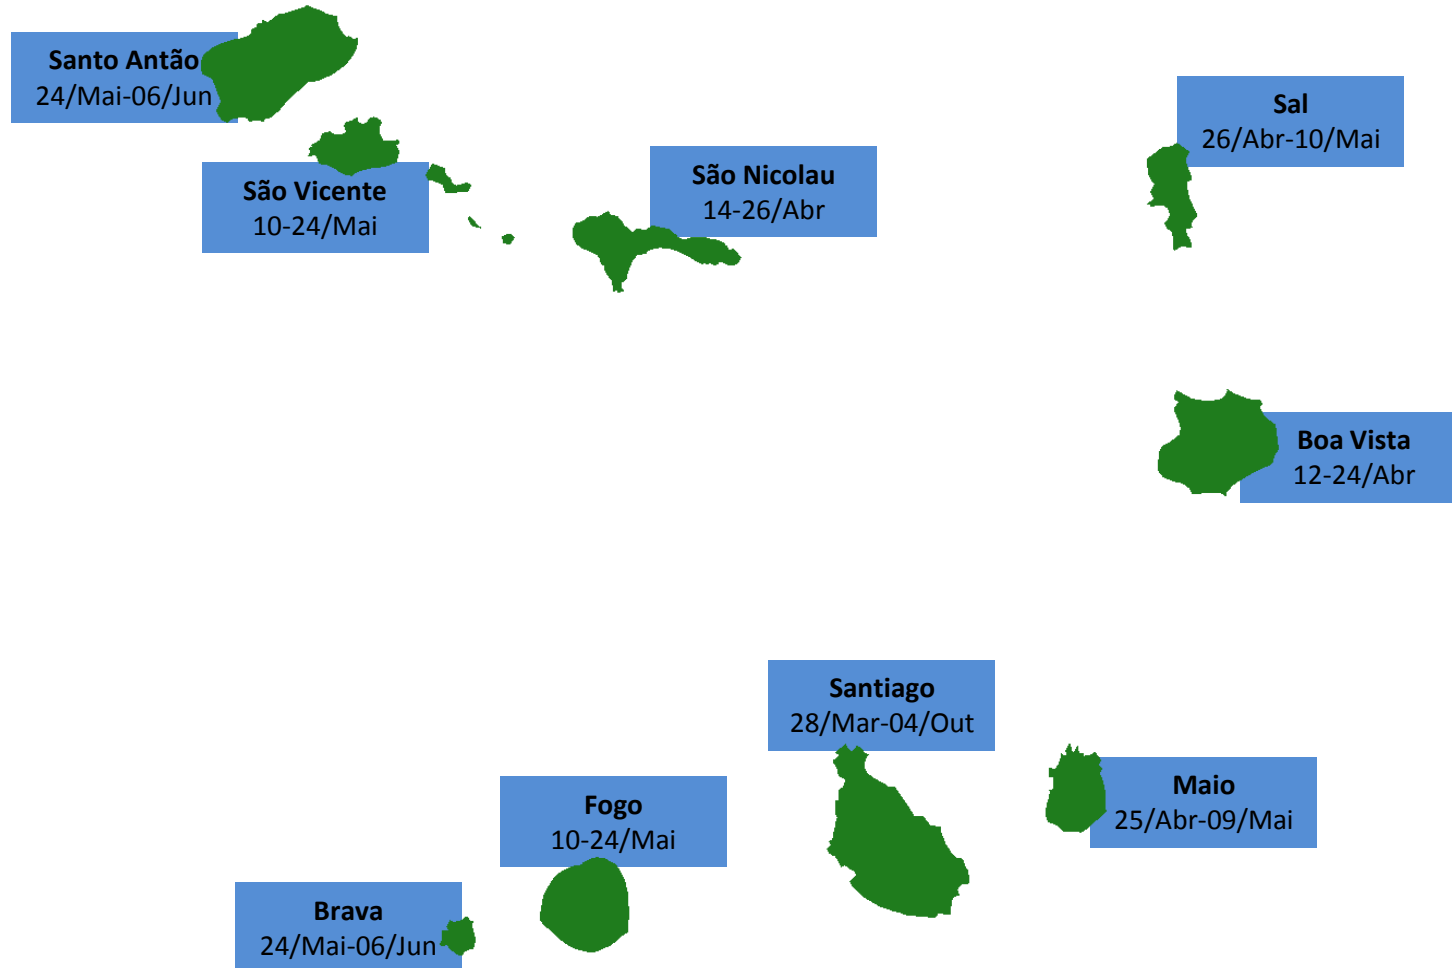 Santo Antão
24/Mai-06/Jun
Sal
26/Abr-10/Mai
São Vicente
10-24/Mai
São Nicolau
14-26/Abr
Boa Vista
12-24/Abr
Santiago
28/Mar-04/Out
Maio
25/Abr-09/Mai
Fogo
10-24/Mai
Brava
24/Mai-06/Jun